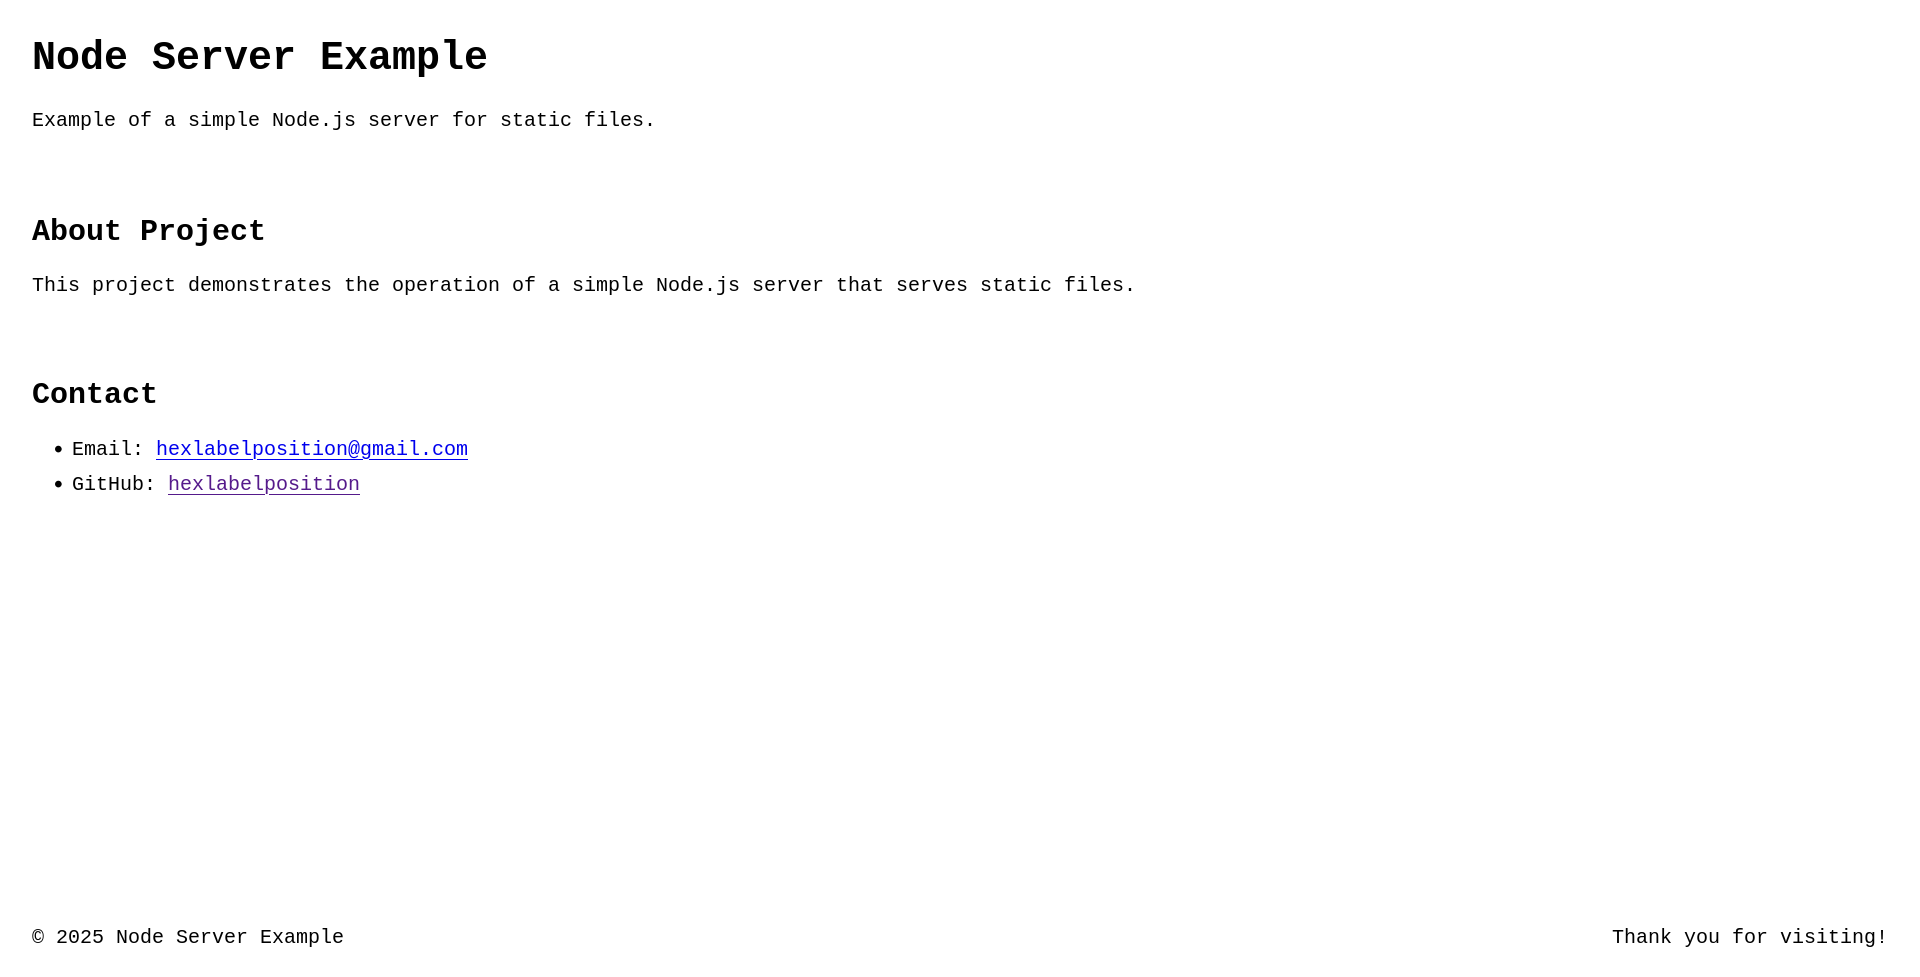 Node Server Example
Example of a simple Node.js server for static files.
About Project
This project demonstrates the operation of a simple Node.js server that serves static files.
Contact
• Email: hexlabelposition@gmail.com
• GitHub: hexlabelposition
© 2025 Node Server Example
Thank you for visiting!